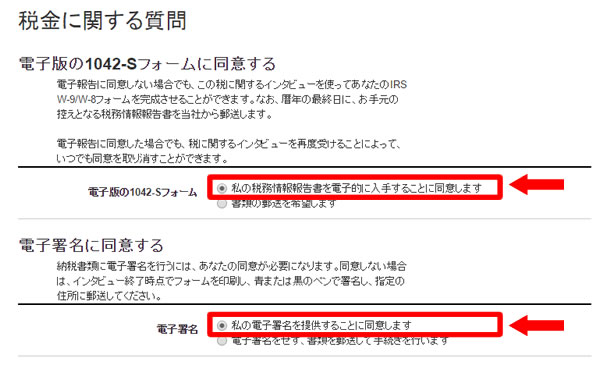 税金に関する質問
電子版の1042-Sフォームに同意する
電子報告に同意しない場合でも、この税に関するインタビューを使ってあなたのIRS
W-9/W-8フォームを完成させることができます。なお、暦年の最終日に、お手元の
控えとなる税務情報報告書を当社から郵送します。
電子報告に同意した場合でも、税に関するインタビューを再度受けることによって、
いつでも同意を取り消すことができます。
電子版の1042-Sフォーム
私の税務情報報告書を電子的に入手することに同意します
書類の郵送を希望します
電子署名に同意する
納税書類に電子署名を行うには、あなたの同意が必要になります。同意しない場合
は、インタビュー終了時点でフォームを印刷し、青または黒のペンで署名し、指定の
住所に郵送してください。
電子署名
私の電子署名を提供することに同意します
電子署名をせず、書類を郵送して手続きを行います